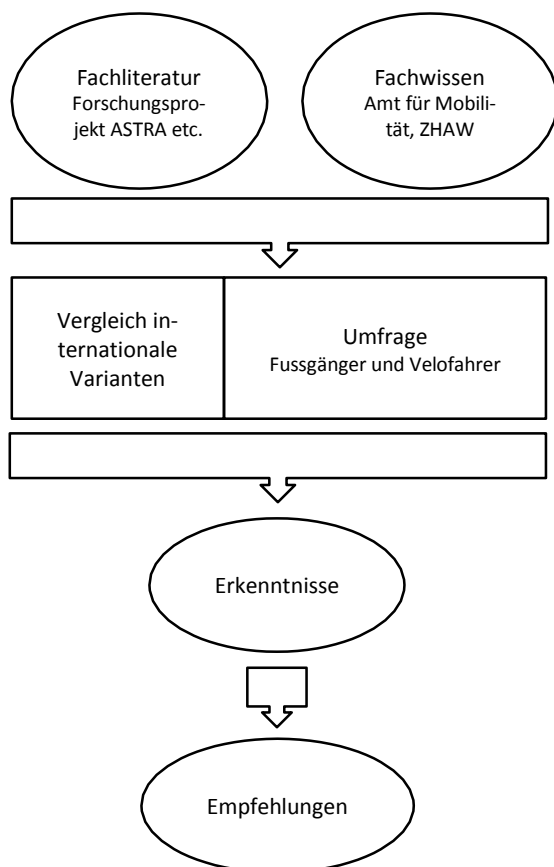 Fachliteratur
Forschungspro-
jekt ASTRA etc.
Fachwissen
Amt für Mobili-
tät, ZHAW
Vergleich in-
ternationale
Varianten
Umfrage
Fussgänger und Velofahrer
Erkenntnisse
Empfehlungen